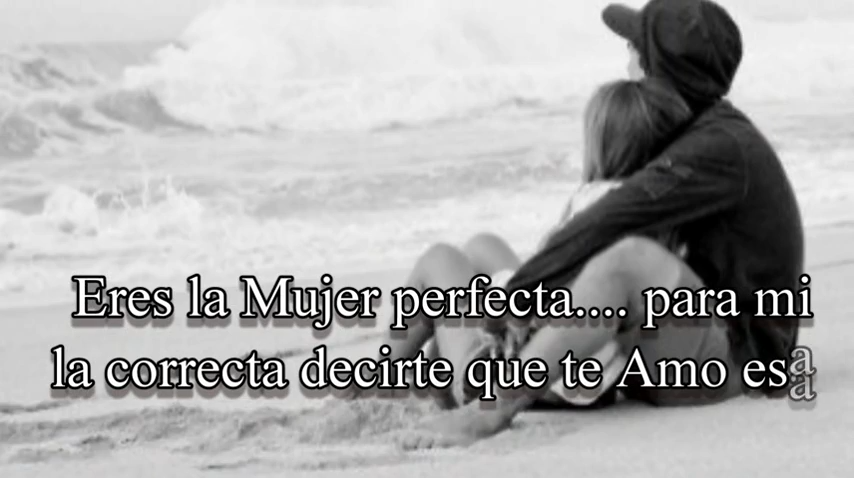 Eres la Mujer perfecta.... para mi
la correcta decirte que te Amo esa